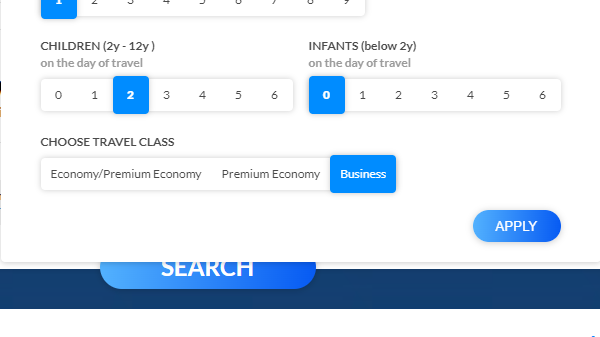 1 2 3 4 5 6 7 8 9
CHILDREN (2y - 12y )
on the day of travel
0 1 2 3 4 5 6
INFANTS (below 2y)
on the day of travel
0 1 2 3 4 5 6
CHOOSE TRAVEL CLASS
Economy/Premium Economy Premium Economy Business
APPLY
SEARCH